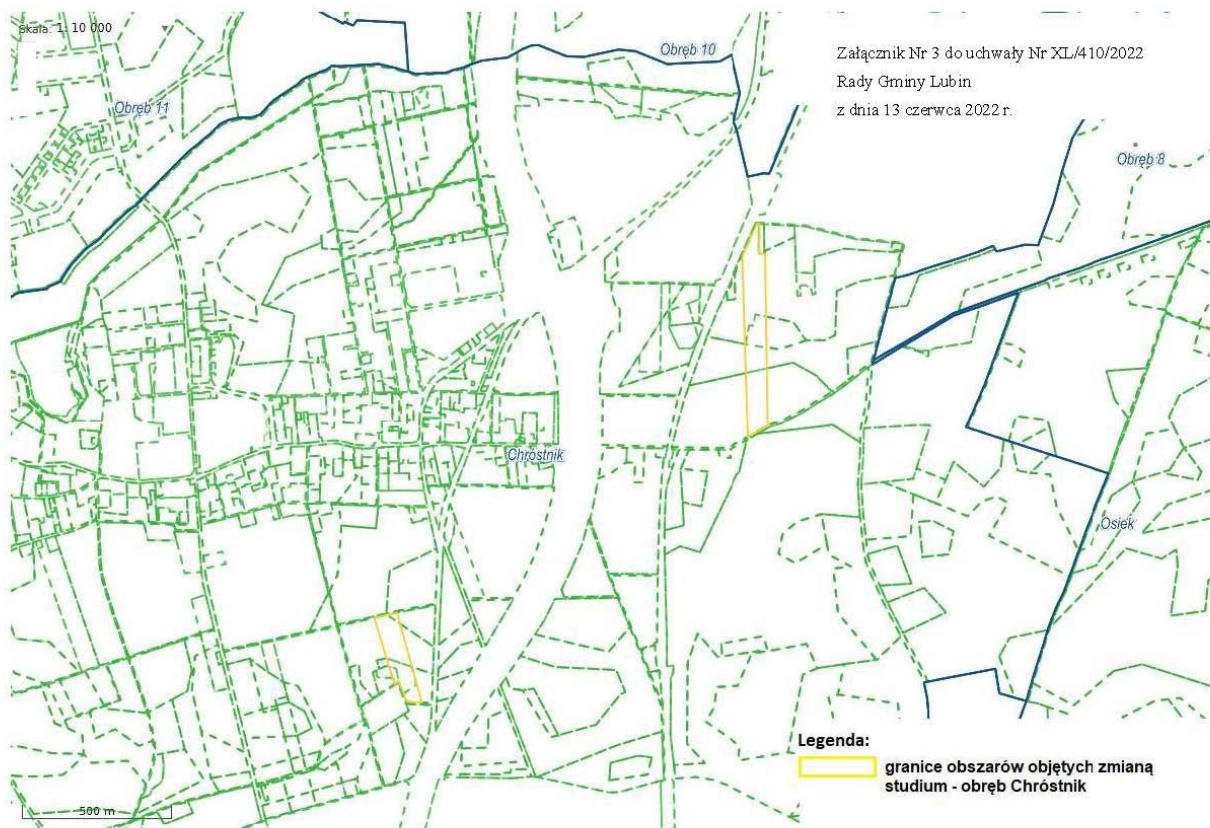 Skala: 1: 10 000
Załącznik Nr 3 do uchwały Nr XL/410/2022
Rady Gminy Lubin
z dnia 13 czerwca 2022 r.
Obręb 10
Obręb 11
Obręb 8
Chróstnik
Osiek
Legenda:
granice obszarów objętych zmianą
studium - obręb Chróstnik
500 m